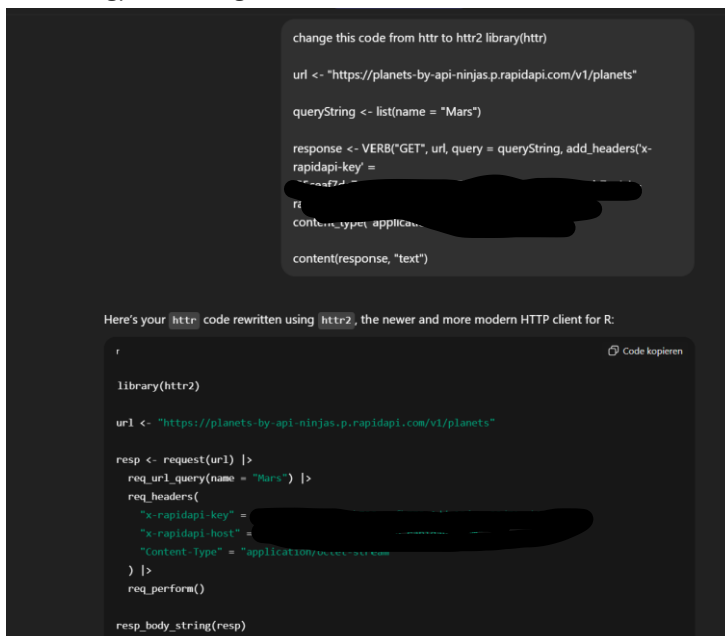 change this code from httr to httr2 library(httr)
url <- "https://planets-by-api-ninjas.p.rapidapi.com/v1/planets"
queryString <- list(name = "Mars")
response <- VERB("GET", url, query = queryString, add_headers('x-
rapidapi-key' =
content_type(
content(response, "text")
Here's your httr code rewritten using httr2, the newer and more modern HTTP client for R:
r
Code kopieren
library(httr2)
url <- "https://planets-by-api-ninjas.p.rapidapi.com/v1/planets"
resp <- request(url) |>
req_url_query(name = "Mars") |>
req_headers(
"x-rapidapi-key" =
"x-rapidapi-host" =
"Content-Type" = "application/octet-stream"
) |>
req_perform()
resp_body_string(resp)